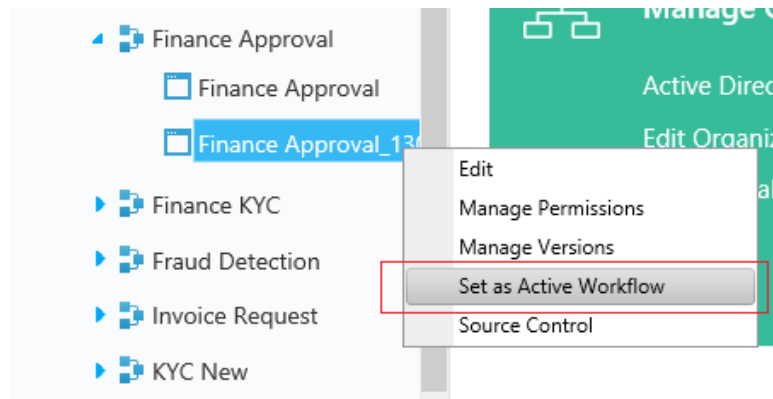 Finance Approval
Finance Approval
Finance Approval_13
Finance KYC
Fraud Detection
Invoice Request
KYC New
Manage
Active Direc
Edit Organiz
Edit
Manage Permissions
Manage Versions
Set as Active Workflow
Source Control